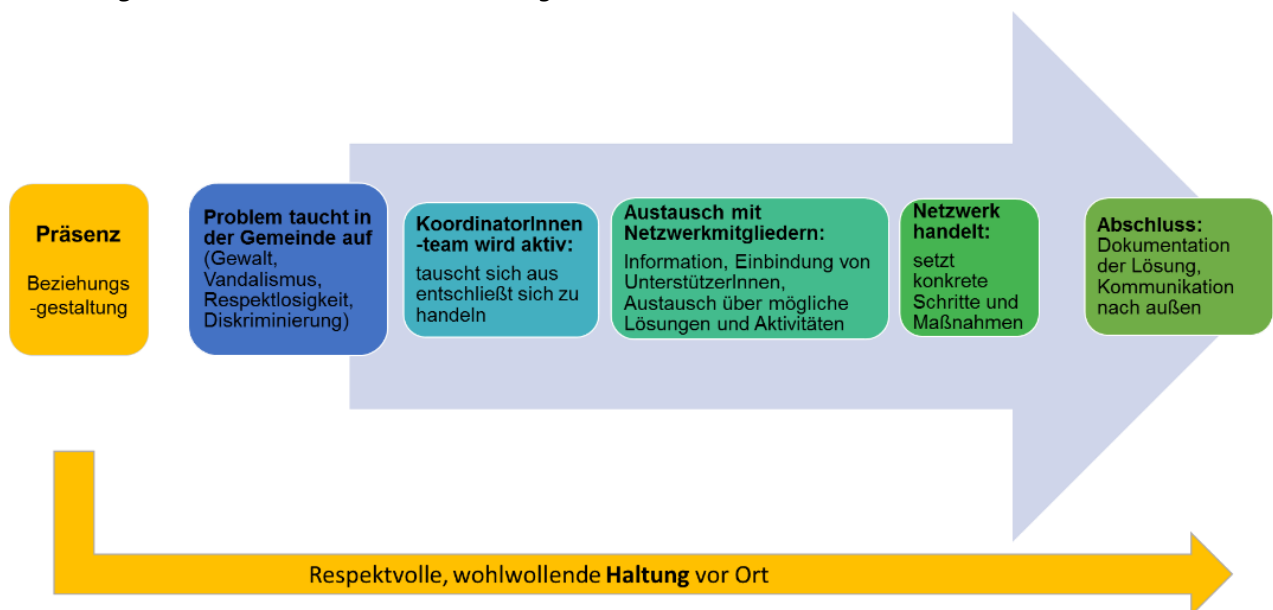 Präsenz
Beziehungs
-gestaltung
Problem taucht in
der Gemeinde auf
(Gewalt,
Vandalismus,
Respektlosigkeit,
Diskriminierung)
KoordinatorInnen
-team wird aktiv:
tauscht sich aus
entschließt sich zu
handeln
Austausch mit
Netzwerkmitgliedern:
Information, Einbindung von
UnterstützerInnen,
Austausch über mögliche
Lösungen und Aktivitäten
Netzwerk
handelt:
setzt
konkrete
Schritte und
Maßnahmen
Abschluss:
Dokumentation
der Lösung,
Kommunikation
nach außen
Respektvolle, wohlwollende Haltung vor Ort